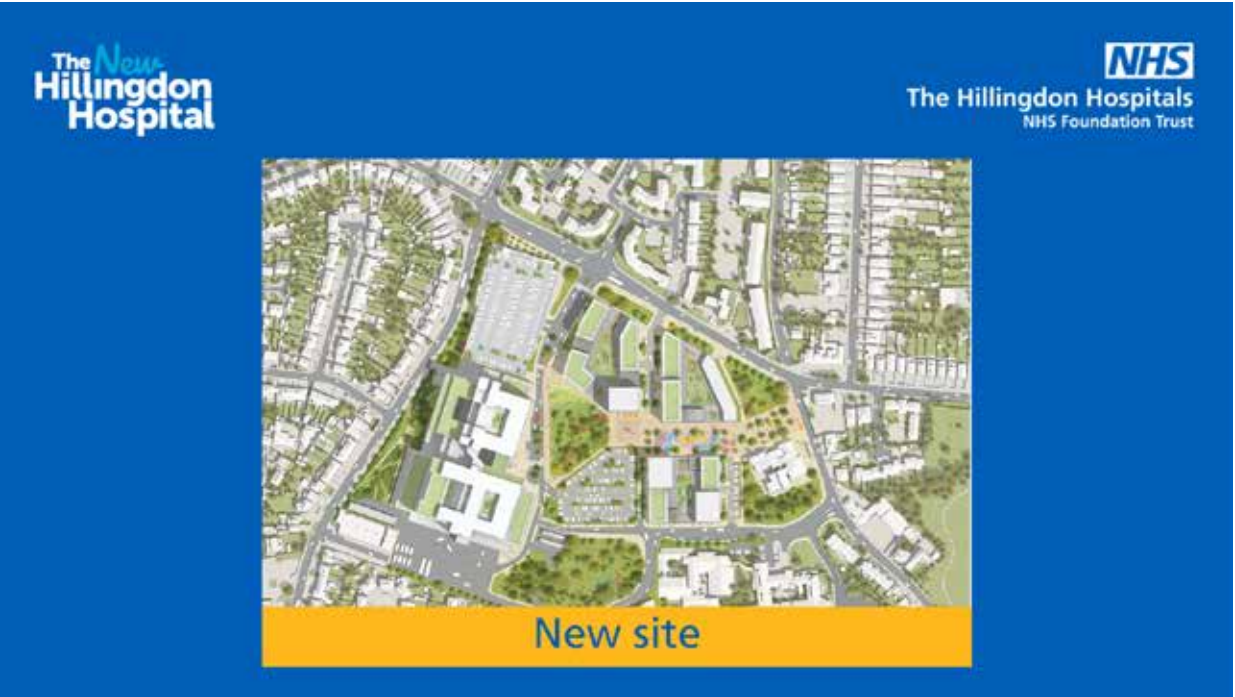 The New
Hillingdon
Hospital
NHS
The Hillingdon Hospitals
NHS Foundation Trust
New site